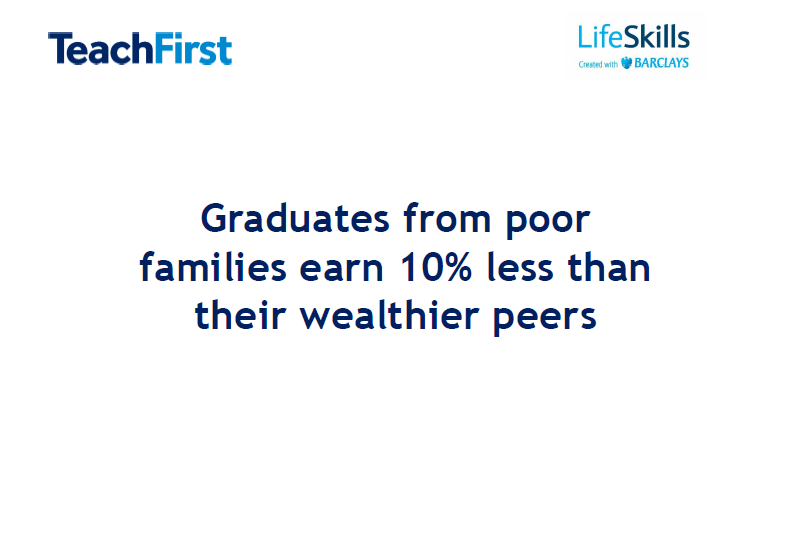 TeachFirst
LifeSkills
Created with BARCLAYS
Graduates from poor
families earn 10% less than
their wealthier peers